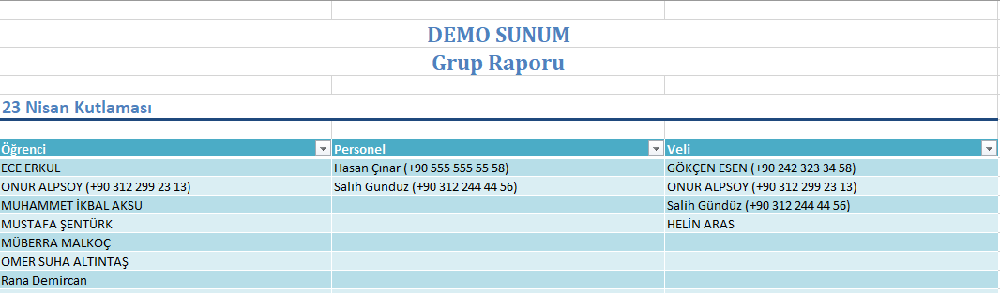 DEMO SUNUM
Grup Raporu
23 Nisan Kutlaması
Öğrenci Personel Veli
ECE ERKUL Hasan Çınar (+90 555 555 55 58) GÖKÇEN ESEN (+90 242 323 34 58)
ONUR ALPSOY (+90 312 299 23 13) Salih Gündüz (+90 312 244 44 56) ONUR ALPSOY (+90 312 299 23 13)
MUHAMMET İKBAL AKSU Salih Gündüz (+90 312 244 44 56)
MUSTAFA ŞENTÜRK HELİN ARAS
MÜBERRA MALKOÇ
ÖMER SÜHA ALTINTAŞ
Rana Demircan